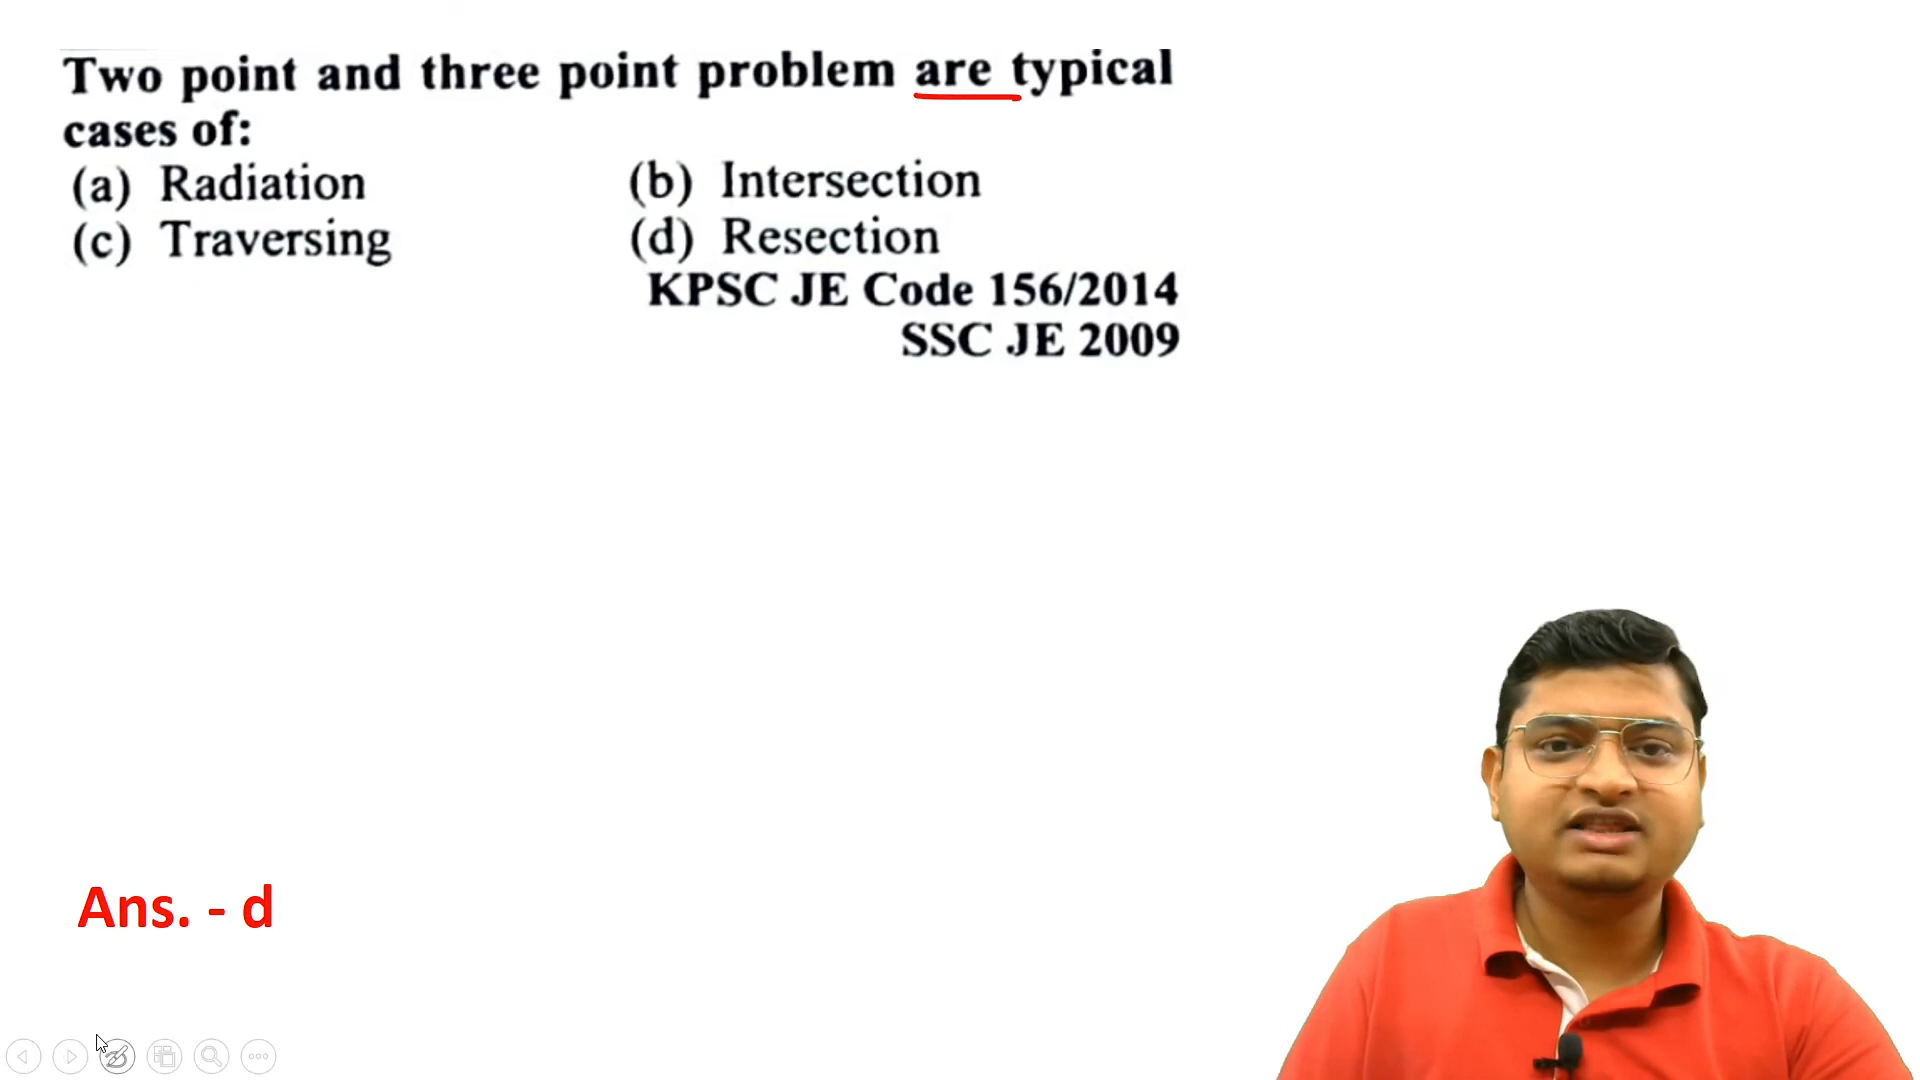 Two point and three point problem are typical
cases of:
(a) Radiation (b) Intersection
(c) Traversing (d) Resection
KPSC JE Code 156/2014
SSC JE 2009
Ans. - d